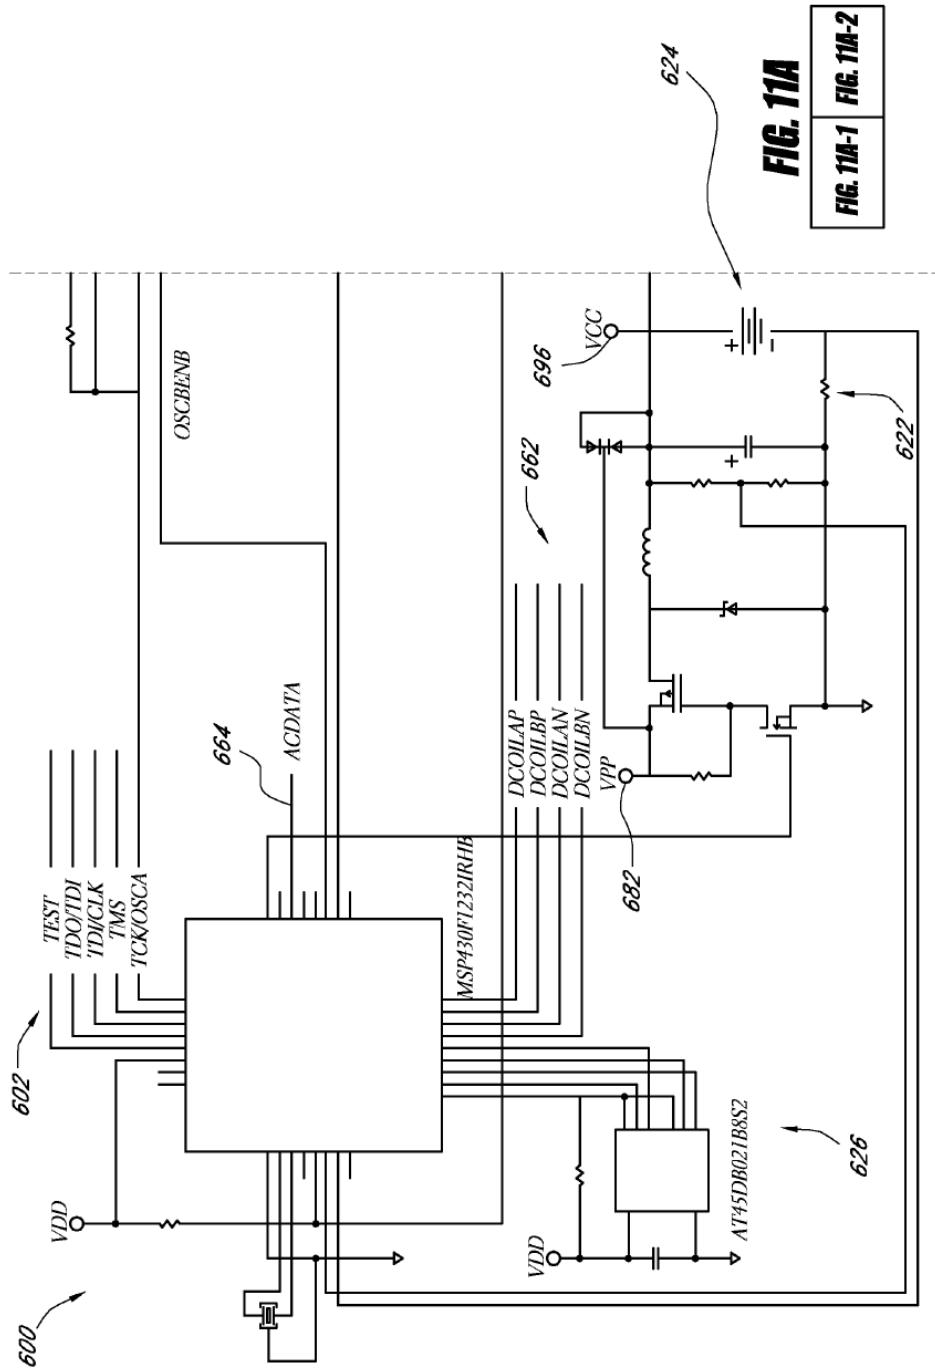 600
VDD
602
TEST
TDO/TDI
TDI/CLK
TMS
TCK/OSCA
OSCBENB
664
ACDATA
MSP430F1232IRHB
DCOILAP
DCOILBP
DCOILAN
DCOILBN
662
VDD
AT45DB021B8S2
626
VPP
682
VCC
696
+
+
−
622
624
FIG. 11A
FIG. 11A-1
FIG. 11A-2